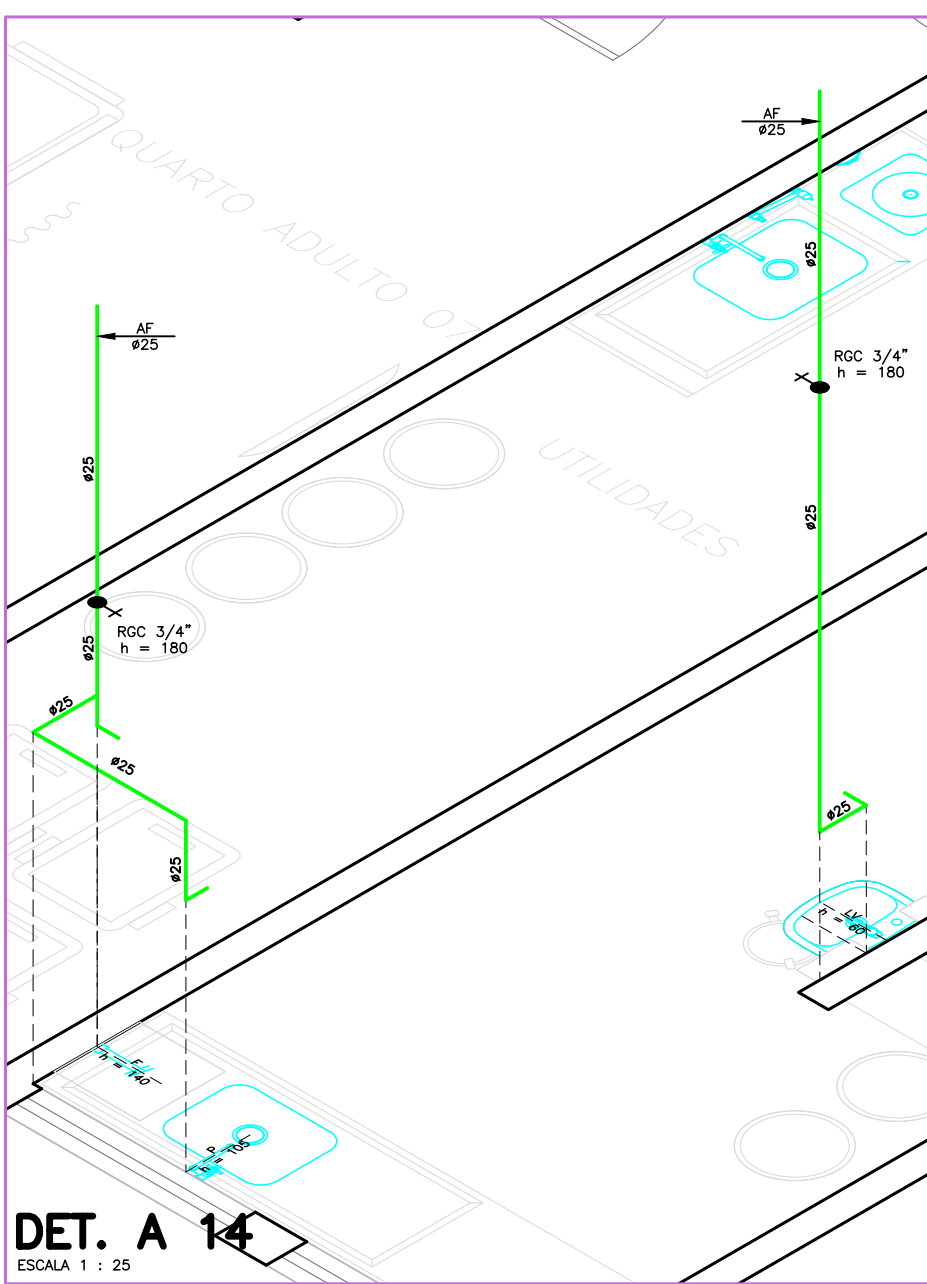 AF
ø25
QUARTO ADULTO 07
ø25
AF
ø25
RGC 3/4"
h = 180
UTILIDADES
ø25
ø25
RGC 3/4"
h = 180
ø25
ø25
ø25
ø25
ø25
LV
h = 60
F
h = 140
P
h = 105
DET. A 14
ESCALA 1 : 25